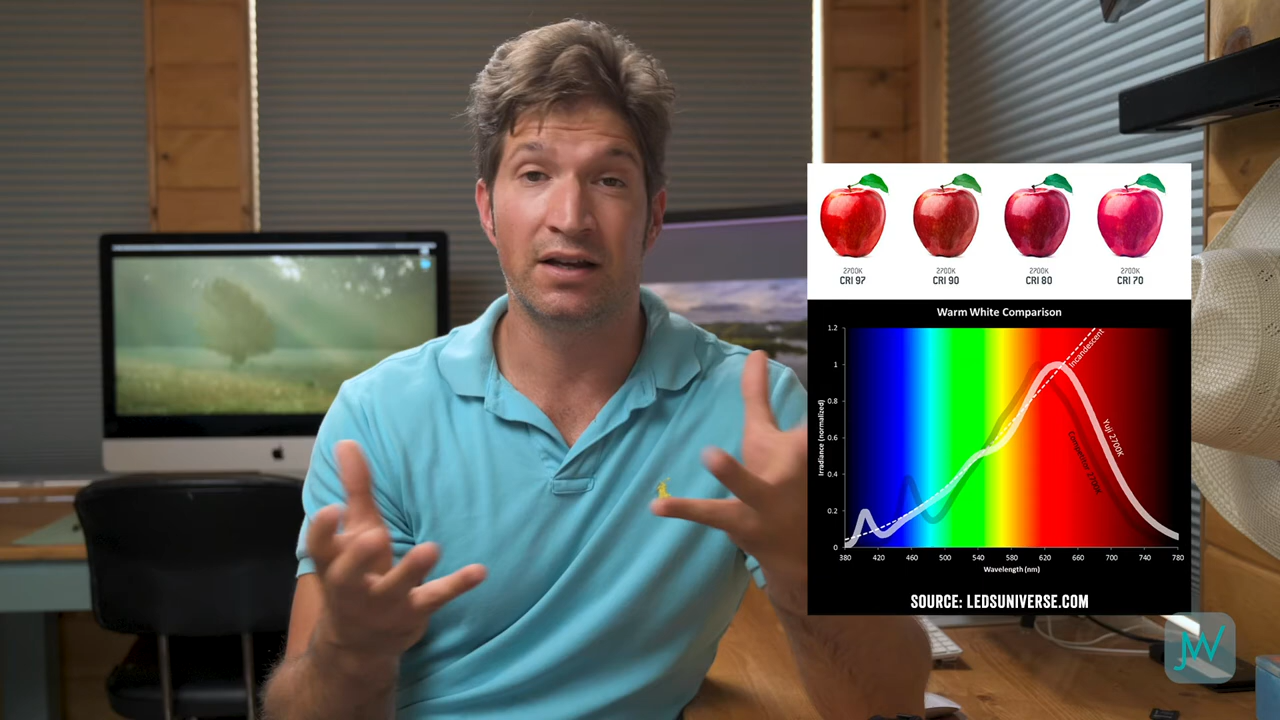 2700K 2700K 2700K 2700K
CRI 97 CRI 90 CRI 80 CRI 70
Warm White Comparison
1.2
1
0.8
0.6
0.4
0.2
0
Irradiance (normalized)
Incandescent
Yuji 2700K
Competitor 2700K
380 420 460 500 540 580 620 660 700 740 780
Wavelength (nm)
SOURCE: LEDSUNIVERSE.COM
JW